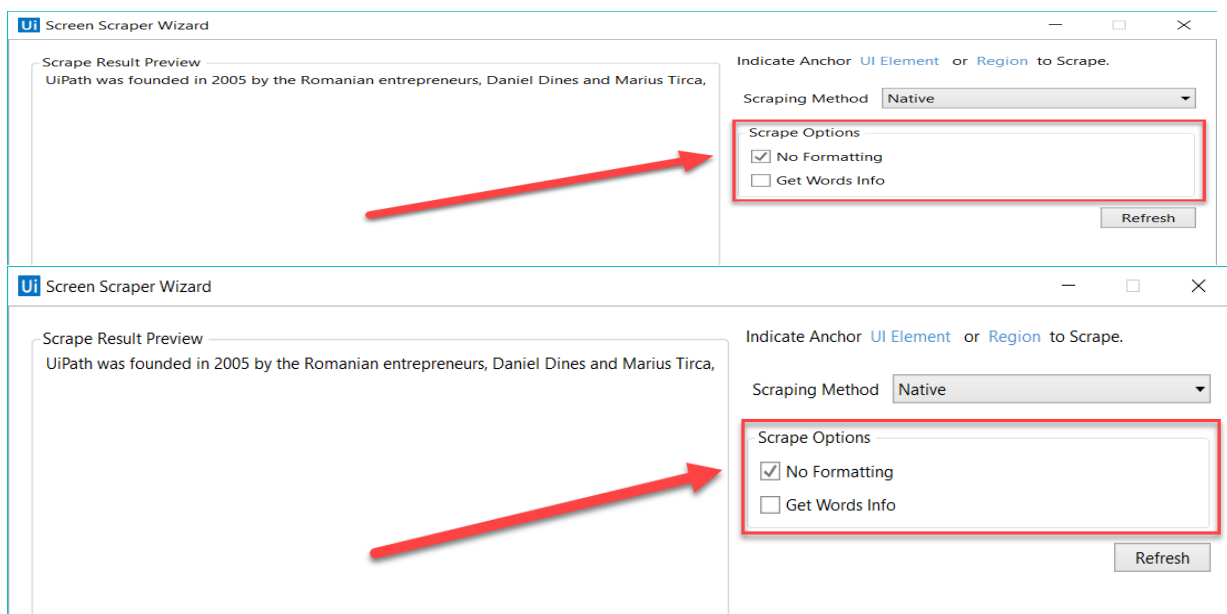 Ui Screen Scraper Wizard
Scrape Result Preview
UiPath was founded in 2005 by the Romanian entrepreneurs, Daniel Dines and Marius Tirca,
Indicate Anchor UI Element or Region to Scrape.
Scraping Method Native
Scrape Options
No Formatting
Get Words Info
Refresh
Ui Screen Scraper Wizard
Scrape Result Preview
UiPath was founded in 2005 by the Romanian entrepreneurs, Daniel Dines and Marius Tirca,
Indicate Anchor UI Element or Region to Scrape.
Scraping Method Native
Scrape Options
No Formatting
Get Words Info
Refresh